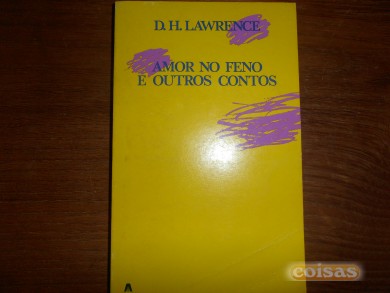 D. H. LAWRENCE
AMOR NO FENO
E OUTROS CONTOS
A
coisas